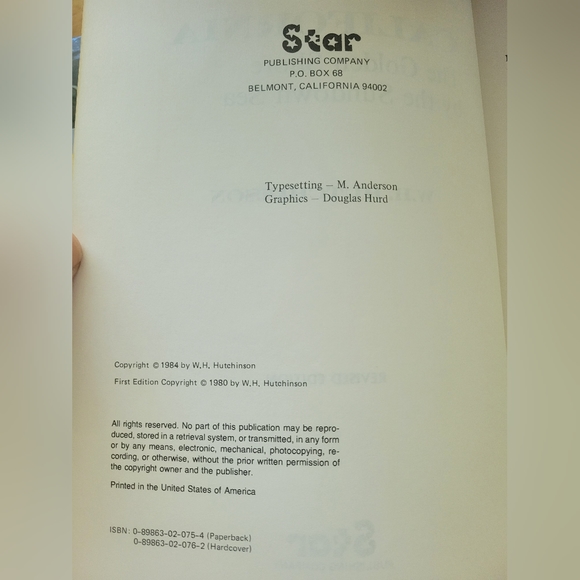 Star
PUBLISHING COMPANY
P.O. BOX 68
BELMONT, CALIFORNIA 94002
Typesetting – M. Anderson
Graphics – Douglas Hurd
Copyright © 1984 by W.H. Hutchinson
First Edition Copyright © 1980 by W.H. Hutchinson
All rights reserved. No part of this publication may be repro-
duced, stored in a retrieval system, or transmitted, in any form
or by any means, electronic, mechanical, photocopying, re-
cording, or otherwise, without the prior written permission of
the copyright owner and the publisher.
Printed in the United States of America
ISBN: 0-89863-02-075-4 (Paperback)
0-89863-02-076-2 (Hardcover)